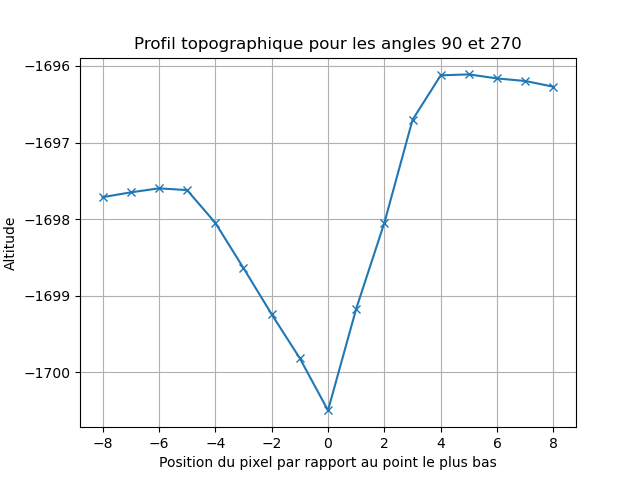 Profil topographique pour les angles 90 et 270
−1696
−1697
−1698
−1699
−1700
Altitude
−8 −6 −4 −2 0 2 4 6 8
Position du pixel par rapport au point le plus bas